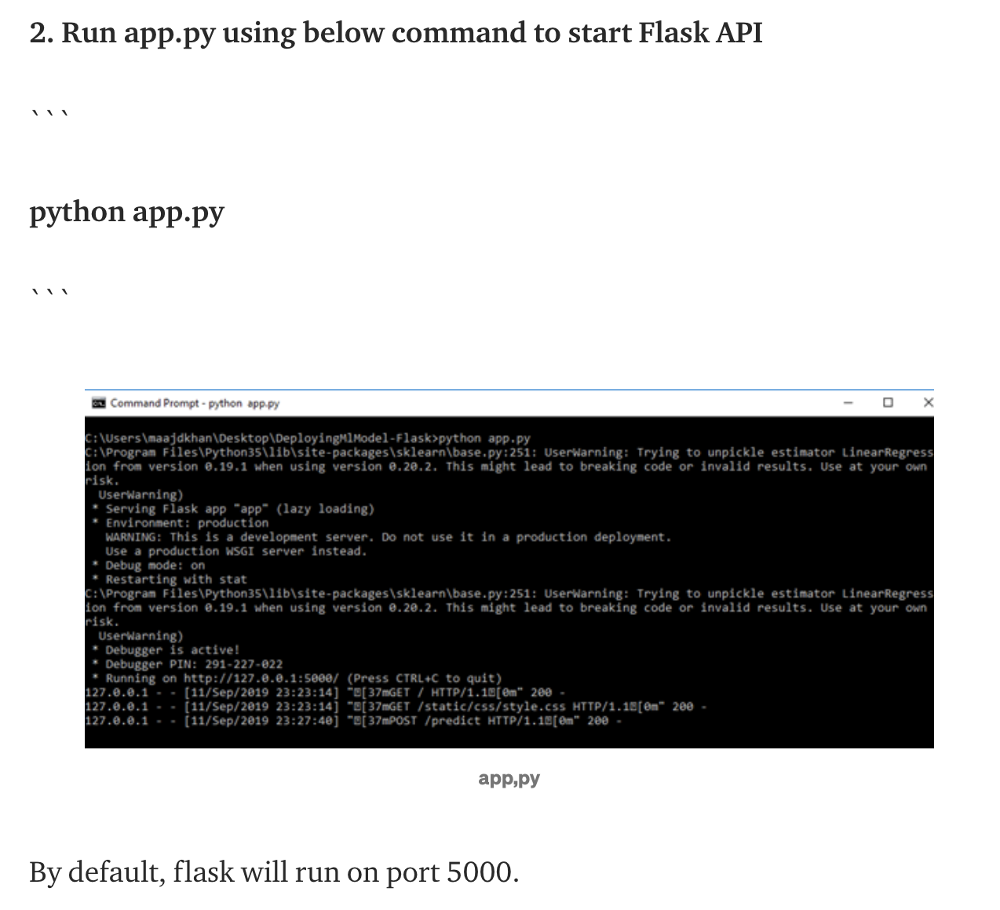 2. Run app.py using below command to start Flask API
```
python app.py
```
Command Prompt - python  app.py
C:\Users\maajdkhan\Desktop\DeployingMlModel-Flask>python app.py
C:\Program Files\Python35\lib\site-packages\sklearn\base.py:251: UserWarning: Trying to unpickle estimator LinearRegress
ion from version 0.19.1 when using version 0.20.2. This might lead to breaking code or invalid results. Use at your own
risk.
  UserWarning)
 * Serving Flask app "app" (lazy loading)
 * Environment: production
   WARNING: This is a development server. Do not use it in a production deployment.
   Use a production WSGI server instead.
 * Debug mode: on
 * Restarting with stat
C:\Program Files\Python35\lib\site-packages\sklearn\base.py:251: UserWarning: Trying to unpickle estimator LinearRegress
ion from version 0.19.1 when using version 0.20.2. This might lead to breaking code or invalid results. Use at your own
risk.
  UserWarning)
 * Debugger is active!
 * Debugger PIN: 291-227-022
 * Running on http://127.0.0.1:5000/ (Press CTRL+C to quit)
127.0.0.1 - - [11/Sep/2019 23:23:14] "[37mGET / HTTP/1.1[0m" 200 -
127.0.0.1 - - [11/Sep/2019 23:23:14] "[37mGET /static/css/style.css HTTP/1.1[0m" 200 -
127.0.0.1 - - [11/Sep/2019 23:27:40] "[37mPOST /predict HTTP/1.1[0m" 200 -
app,py
By default, flask will run on port 5000.